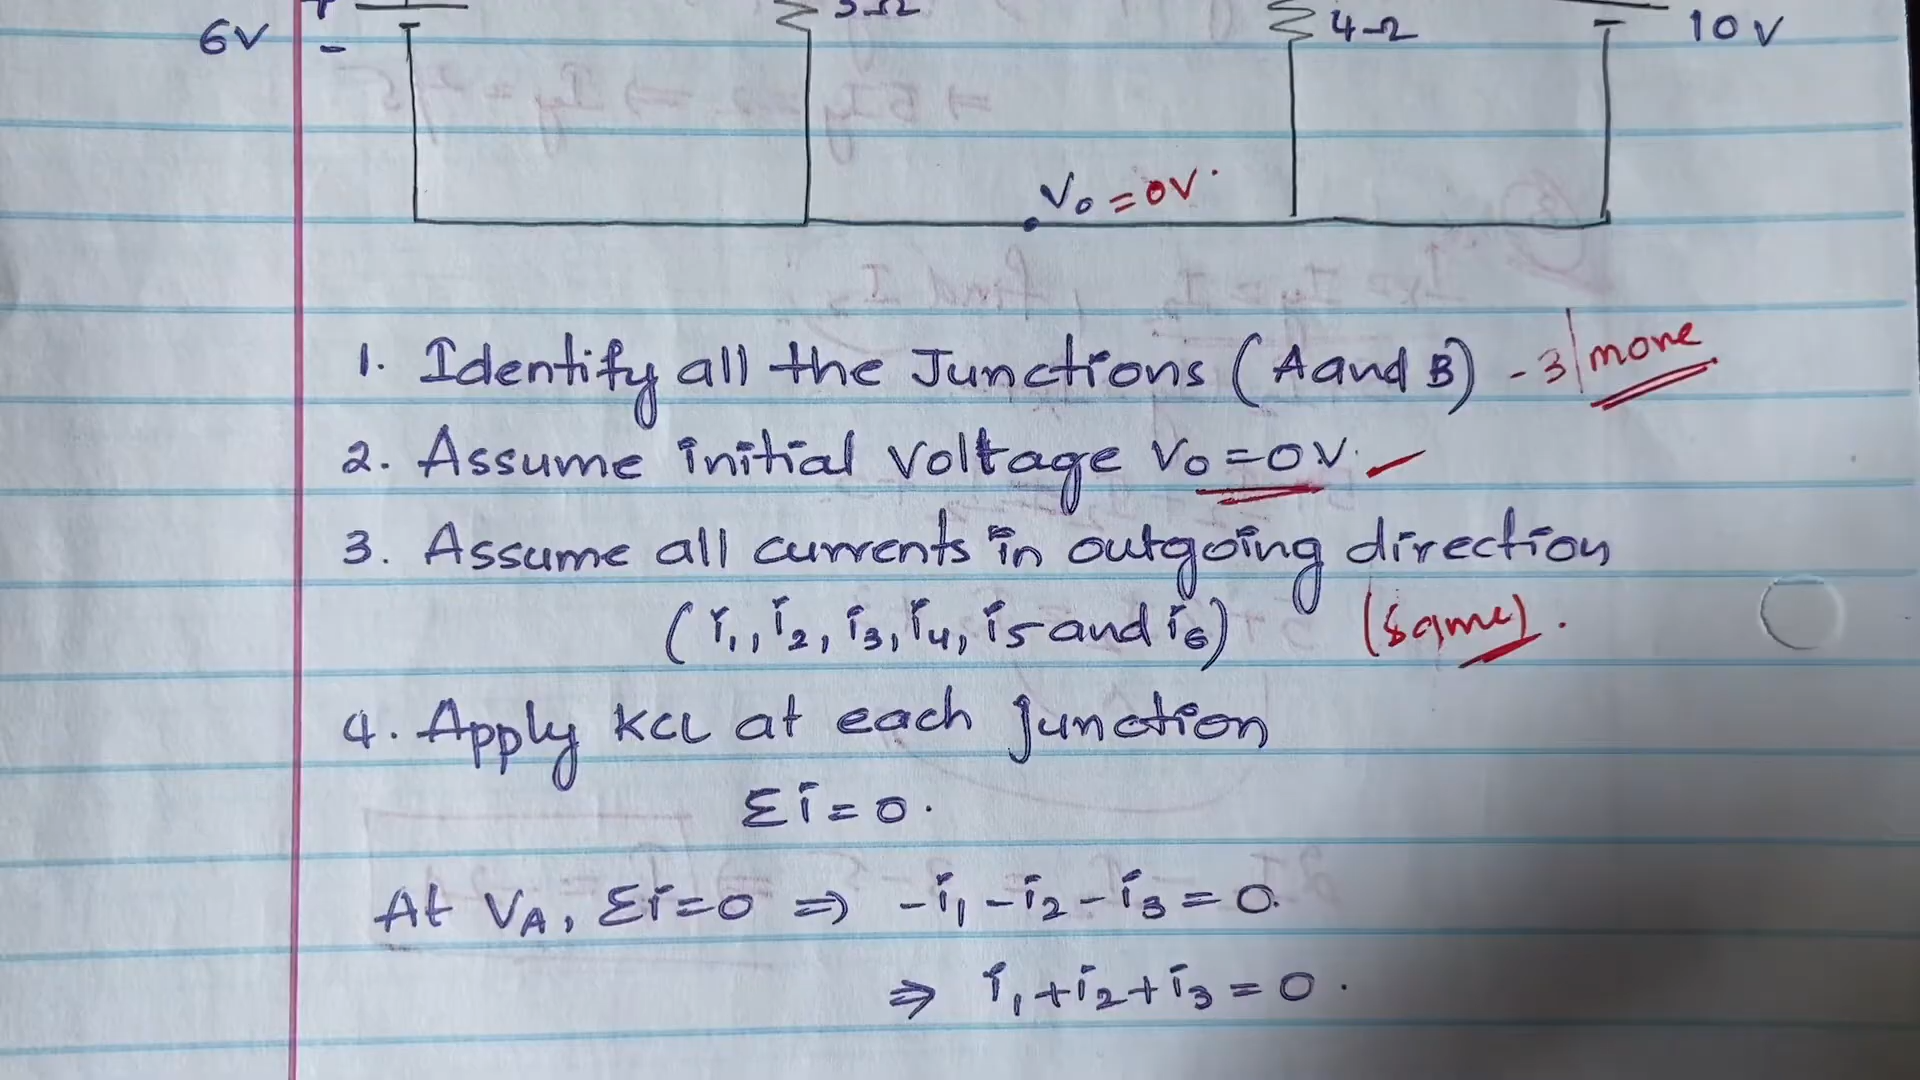 6V + - 3Ω 4Ω 10V
V₀ = 0V.
1. Identify all the Junctions (A and B) - 3/more
2. Assume initial voltage V₀ = 0V.
3. Assume all currents in outgoing direction
(i₁, i₂, i₃, i₄, i₅ and i₆) (same).
4. Apply KCL at each junction
Σi = 0.
At VA, Σi = 0 ⇒ -i₁ - i₂ - i₃ = 0.
⇒ i₁ + i₂ + i₃ = 0.